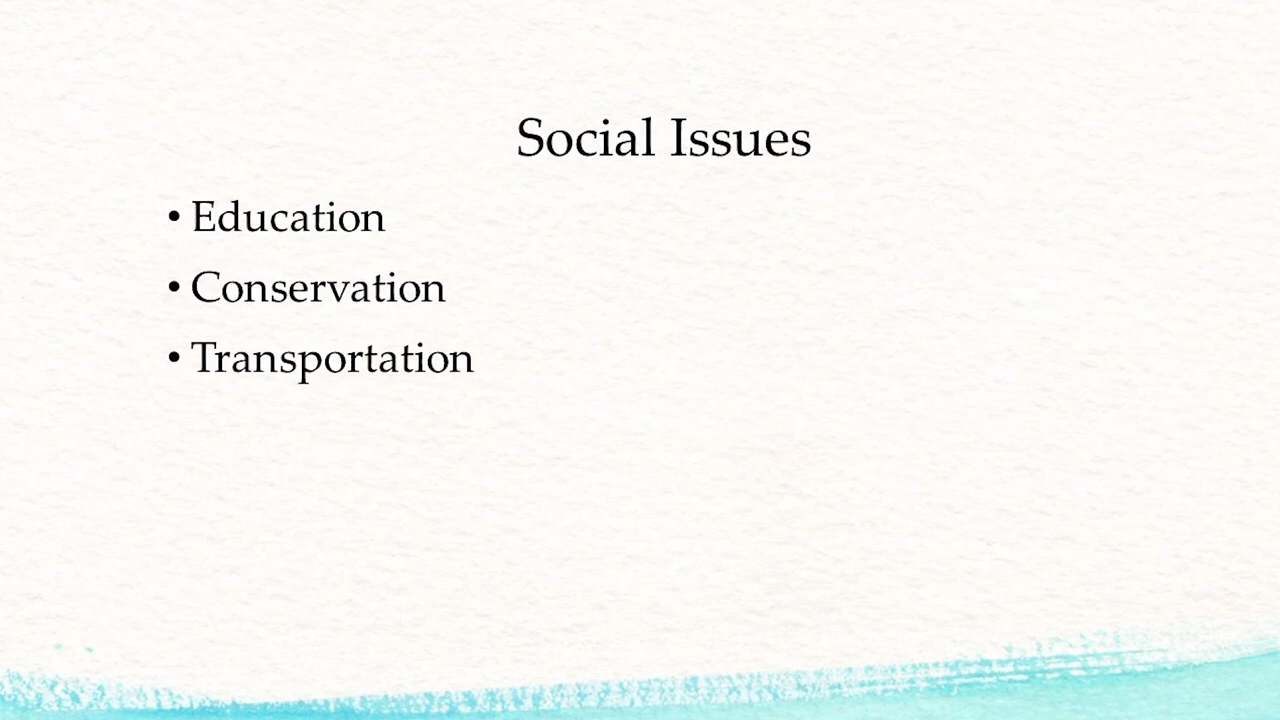 Social Issues
• Education
• Conservation
• Transportation